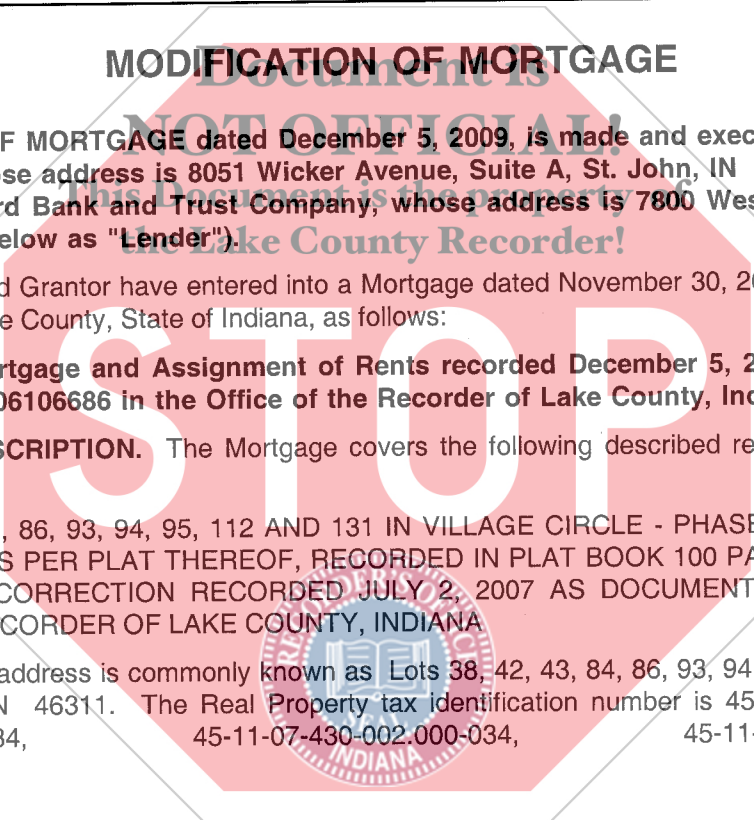 MODIFICATION OF MORTGAGE
Document is
NOT OFFICIAL!
This Document is the property of
the Lake County Recorder!
F MORTGAGE dated December 5, 2009, is made and exec
se address is 8051 Wicker Avenue, Suite A, St. John, IN
rd Bank and Trust Company, whose address is 7800 Wes
elow as "Lender").
d Grantor have entered into a Mortgage dated November 30, 20
e County, State of Indiana, as follows:
rtgage and Assignment of Rents recorded December 5, 2
06106686 in the Office of the Recorder of Lake County, Ind
SCRIPTION. The Mortgage covers the following described re
STOP
, 86, 93, 94, 95, 112 AND 131 IN VILLAGE CIRCLE - PHASE
S PER PLAT THEREOF, RECORDED IN PLAT BOOK 100 PA
CORRECTION RECORDED JULY 2, 2007 AS DOCUMENT
CORDER OF LAKE COUNTY, INDIANA
address is commonly known as Lots 38, 42, 43, 84, 86, 93, 94
N 46311. The Real Property tax identification number is 45
34, 45-11-07-430-002.000-034, 45-11-
RECORDER'S OFFICE
SEAL
INDIANA